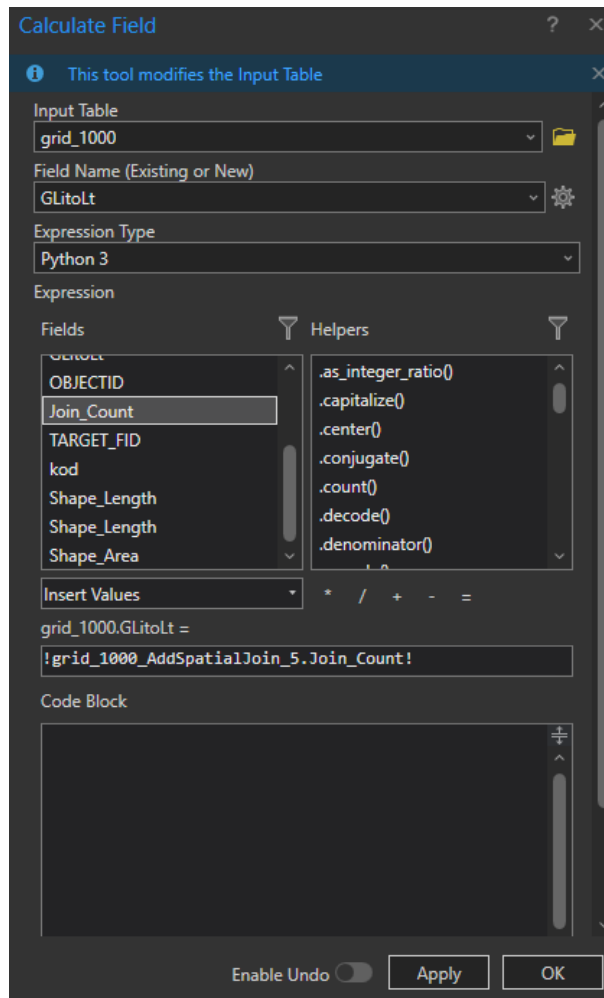 Calculate Field ? ×
This tool modifies the Input Table ×
Input Table
grid_1000
Field Name (Existing or New)
GLitoLt
Expression Type
Python 3
Expression
Fields
Helpers
GLitoLt
OBJECTID
Join_Count
TARGET_FID
kod
Shape_Length
Shape_Length
Shape_Area
.as_integer_ratio()
.capitalize()
.center()
.conjugate()
.count()
.decode()
.denominator()
Insert Values
* / + - =
grid_1000.GLitoLt =
!grid_1000_AddSpatialJoin_5.Join_Count!
Code Block
Enable Undo
Apply
OK